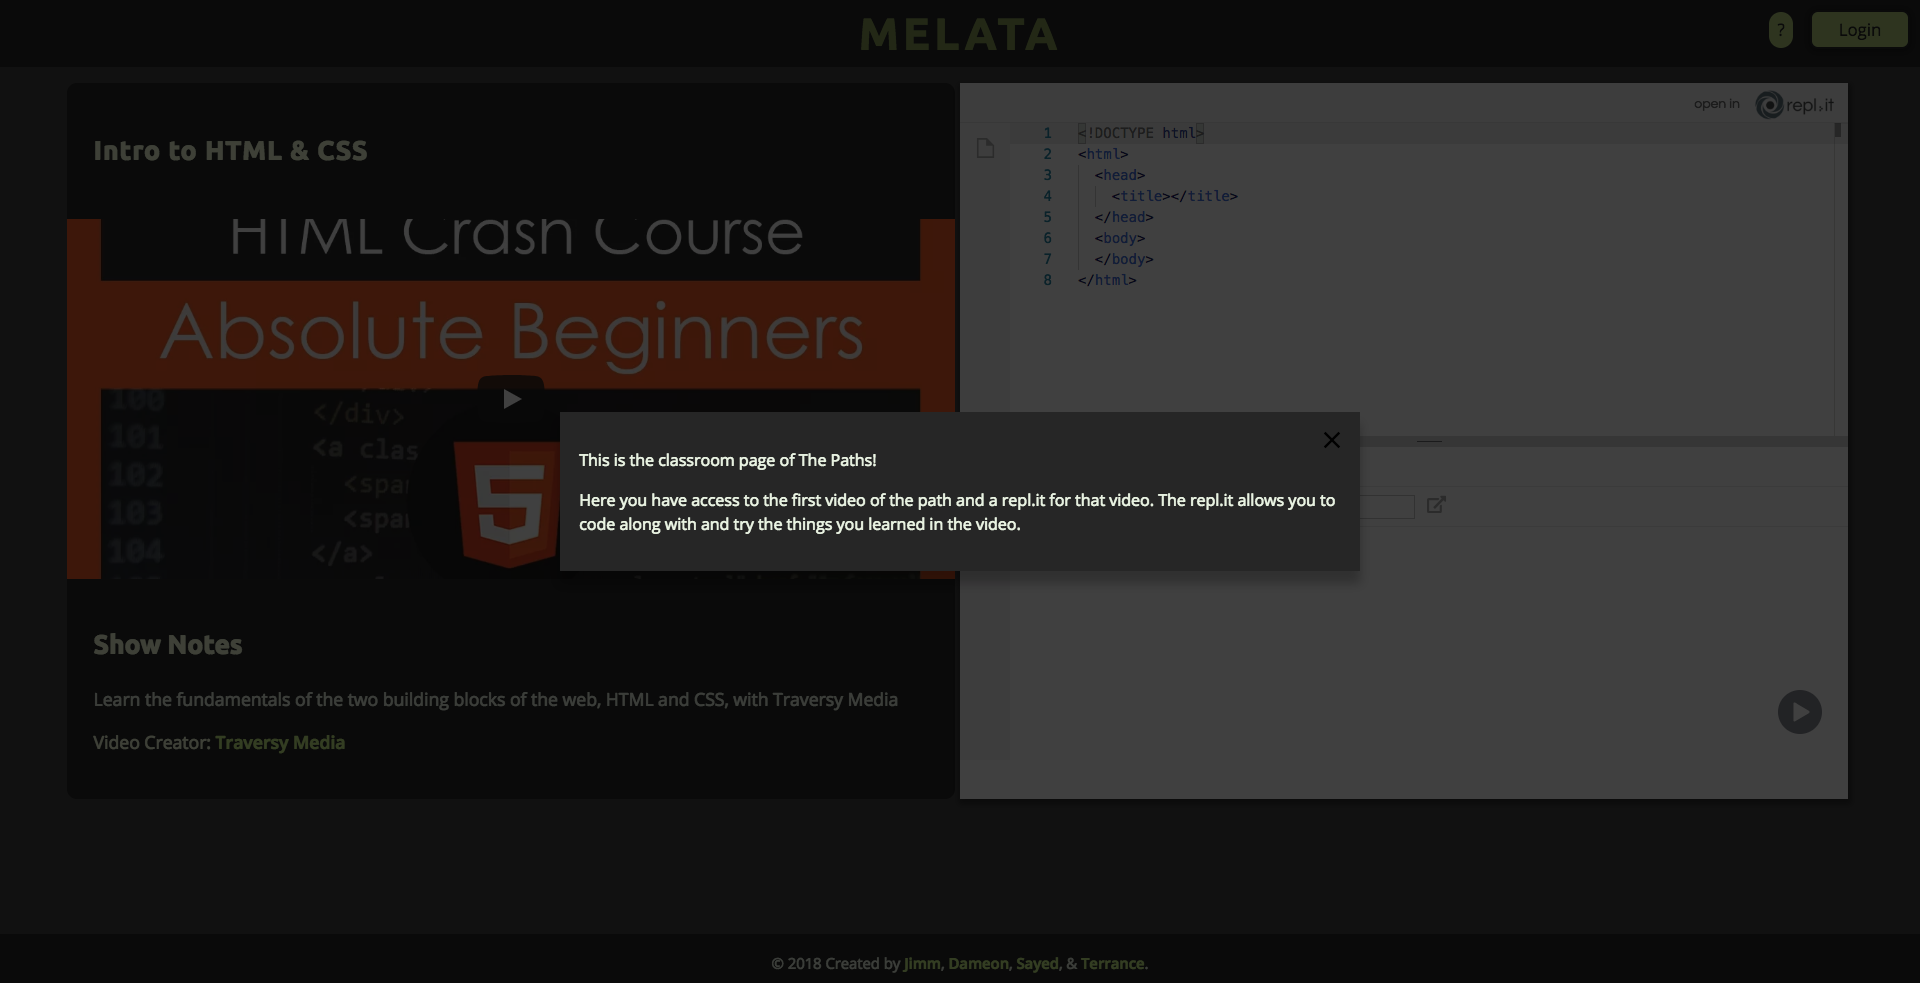 MELATA
?
Login
Intro to HTML & CSS
HTML Crash Course
Absolute Beginners
100
</div>
101
<a clas
102
<spa
103
<spa
104
</a>
Show Notes
Learn the fundamentals of the two building blocks of the web, HTML and CSS, with Traversy Media
Video Creator: Traversy Media
open in repl.it
1 <!DOCTYPE html>
2 <html>
3 <head>
4 <title></title>
5 </head>
6 <body>
7 </body>
8 </html>
This is the classroom page of The Paths!
Here you have access to the first video of the path and a repl.it for that video. The repl.it allows you to
code along with and try the things you learned in the video.
© 2018 Created by Jimm, Dameon, Sayed, & Terrance.